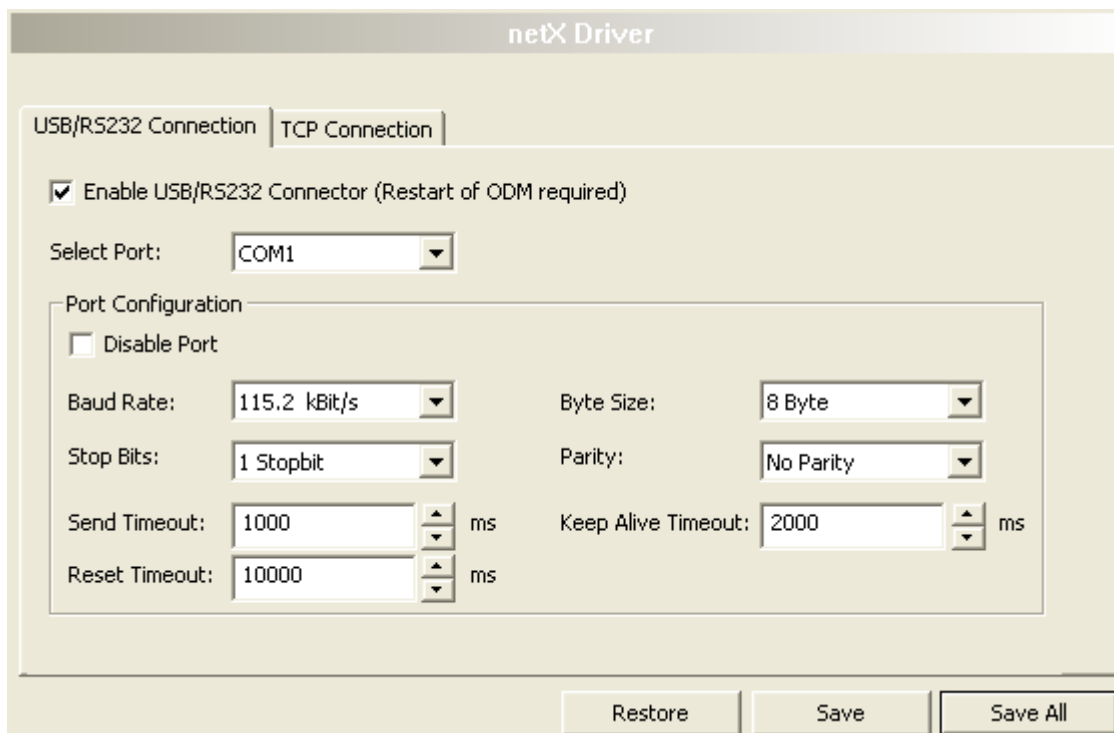 netX Driver
USB/RS232 Connection
TCP Connection
Enable USB/RS232 Connector (Restart of ODM required)
Select Port: COM1
Port Configuration
Disable Port
Baud Rate: 115.2 kBit/s Byte Size: 8 Byte
Stop Bits: 1 Stopbit Parity: No Parity
Send Timeout: 1000 ms Keep Alive Timeout: 2000 ms
Reset Timeout: 10000 ms
Restore Save Save All